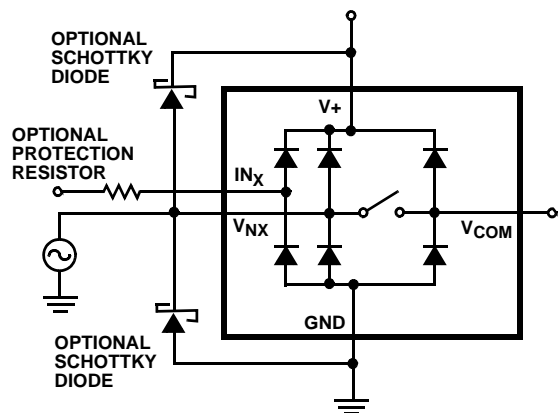 OPTIONAL
SCHOTTKY
DIODE
V+
OPTIONAL
PROTECTION
RESISTOR
INX
VNX
VCOM
GND
OPTIONAL
SCHOTTKY
DIODE